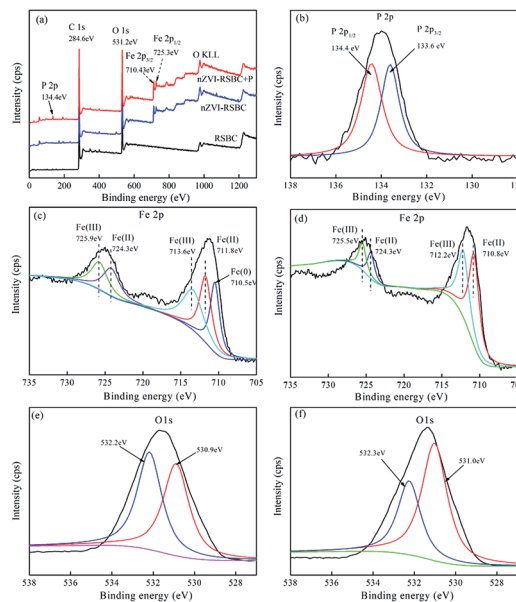 (a)
C 1s
284.6eV
O 1s
531.2eV
Fe 2p1/2
725.3eV
Fe 2p3/2
710.43eV
O KLL
nZVI-RSBC+P
P 2p
134.4eV
nZVI-RSBC
RSBC
Intensity (cps)
0 200 400 600 800 1000 1200
Binding energy (eV)
(b)
P 2p
P 2p1/2
134.4 eV
P 2p3/2
133.6 eV
Intensity (cps)
138 136 134 132 130 128
Binding energy (eV)
(c)
Fe 2p
Fe(III)
725.9eV
Fe(II)
724.3eV
Fe(III)
713.6eV
Fe(II)
711.8eV
Fe(0)
710.5eV
Intensity (cps)
735 730 725 720 715 710 705
Binding energy (eV)
(d)
Fe 2p
Fe(III)
725.5eV
Fe(II)
724.3eV
Fe(III)
712.2eV
Fe(II)
710.8eV
Intensity (cps)
735 730 725 720 715 710
Binding energy (eV)
(e)
O1s
532.2eV
530.9eV
Intensity (cps)
538 536 534 532 530 528
Binding energy (eV)
(f)
O1s
532.3eV
531.0eV
Intensity (cps)
538 536 534 532 530 528
Binding energy (eV)